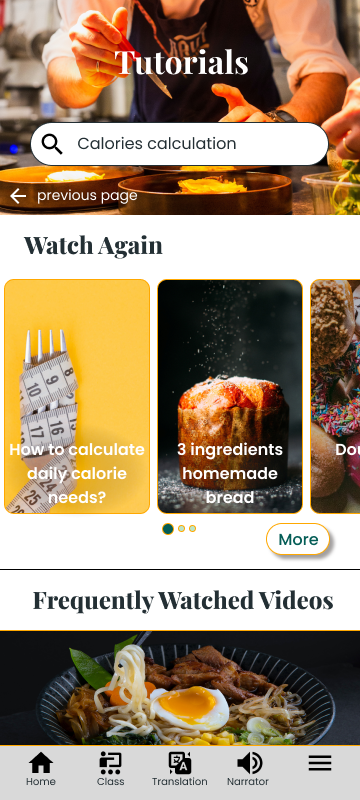 Tutorials
Calories calculation
previous page
Watch Again
How to calculate
daily calorie
needs?
3 ingredients
homemade
bread
More
Frequently Watched Videos
Home
Class
Translation
Narrator